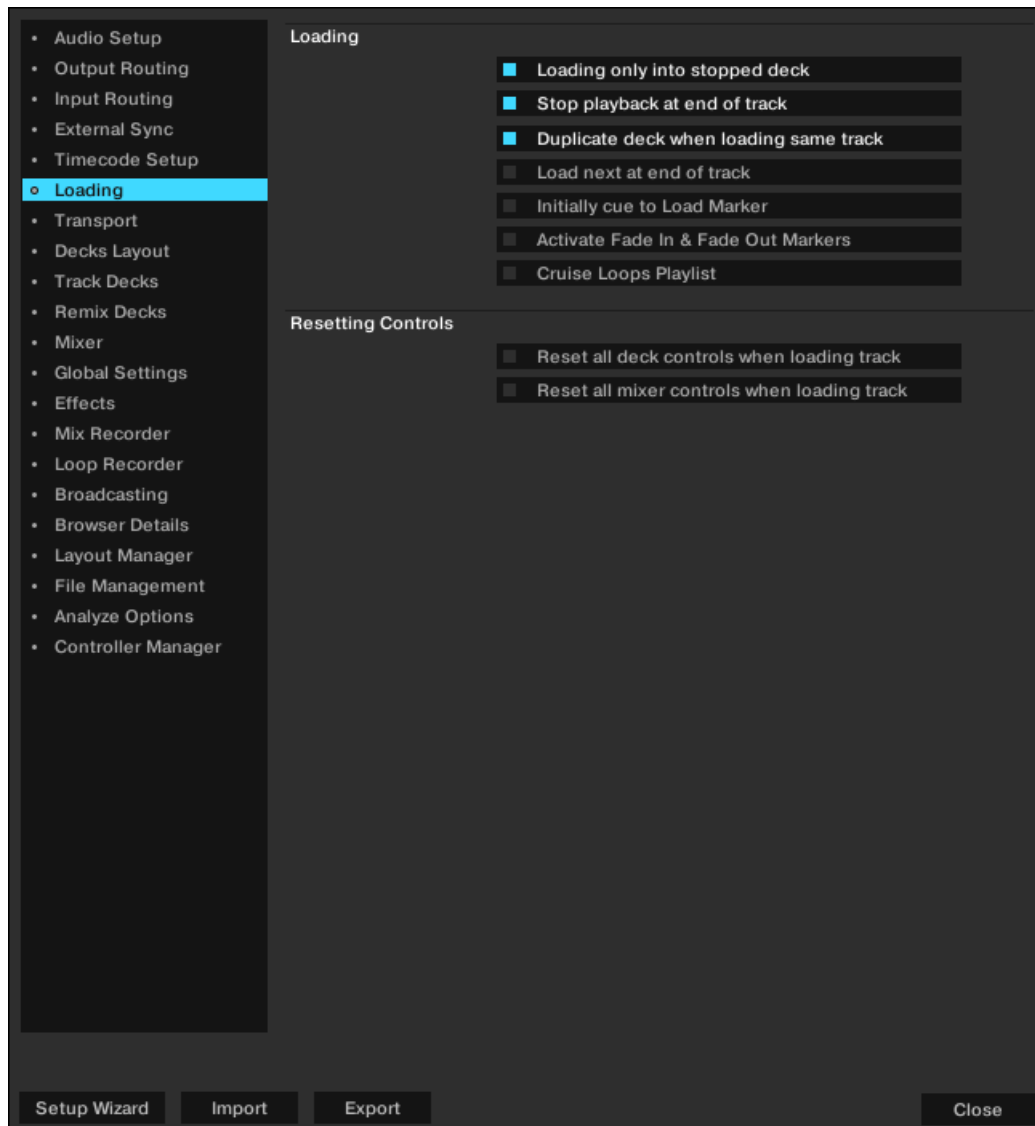 Audio Setup
Output Routing
Input Routing
External Sync
Timecode Setup
Loading
Transport
Decks Layout
Track Decks
Remix Decks
Mixer
Global Settings
Effects
Mix Recorder
Loop Recorder
Broadcasting
Browser Details
Layout Manager
File Management
Analyze Options
Controller Manager
Loading
Loading only into stopped deck
Stop playback at end of track
Duplicate deck when loading same track
Load next at end of track
Initially cue to Load Marker
Activate Fade In & Fade Out Markers
Cruise Loops Playlist
Resetting Controls
Reset all deck controls when loading track
Reset all mixer controls when loading track
Setup Wizard
Import
Export
Close